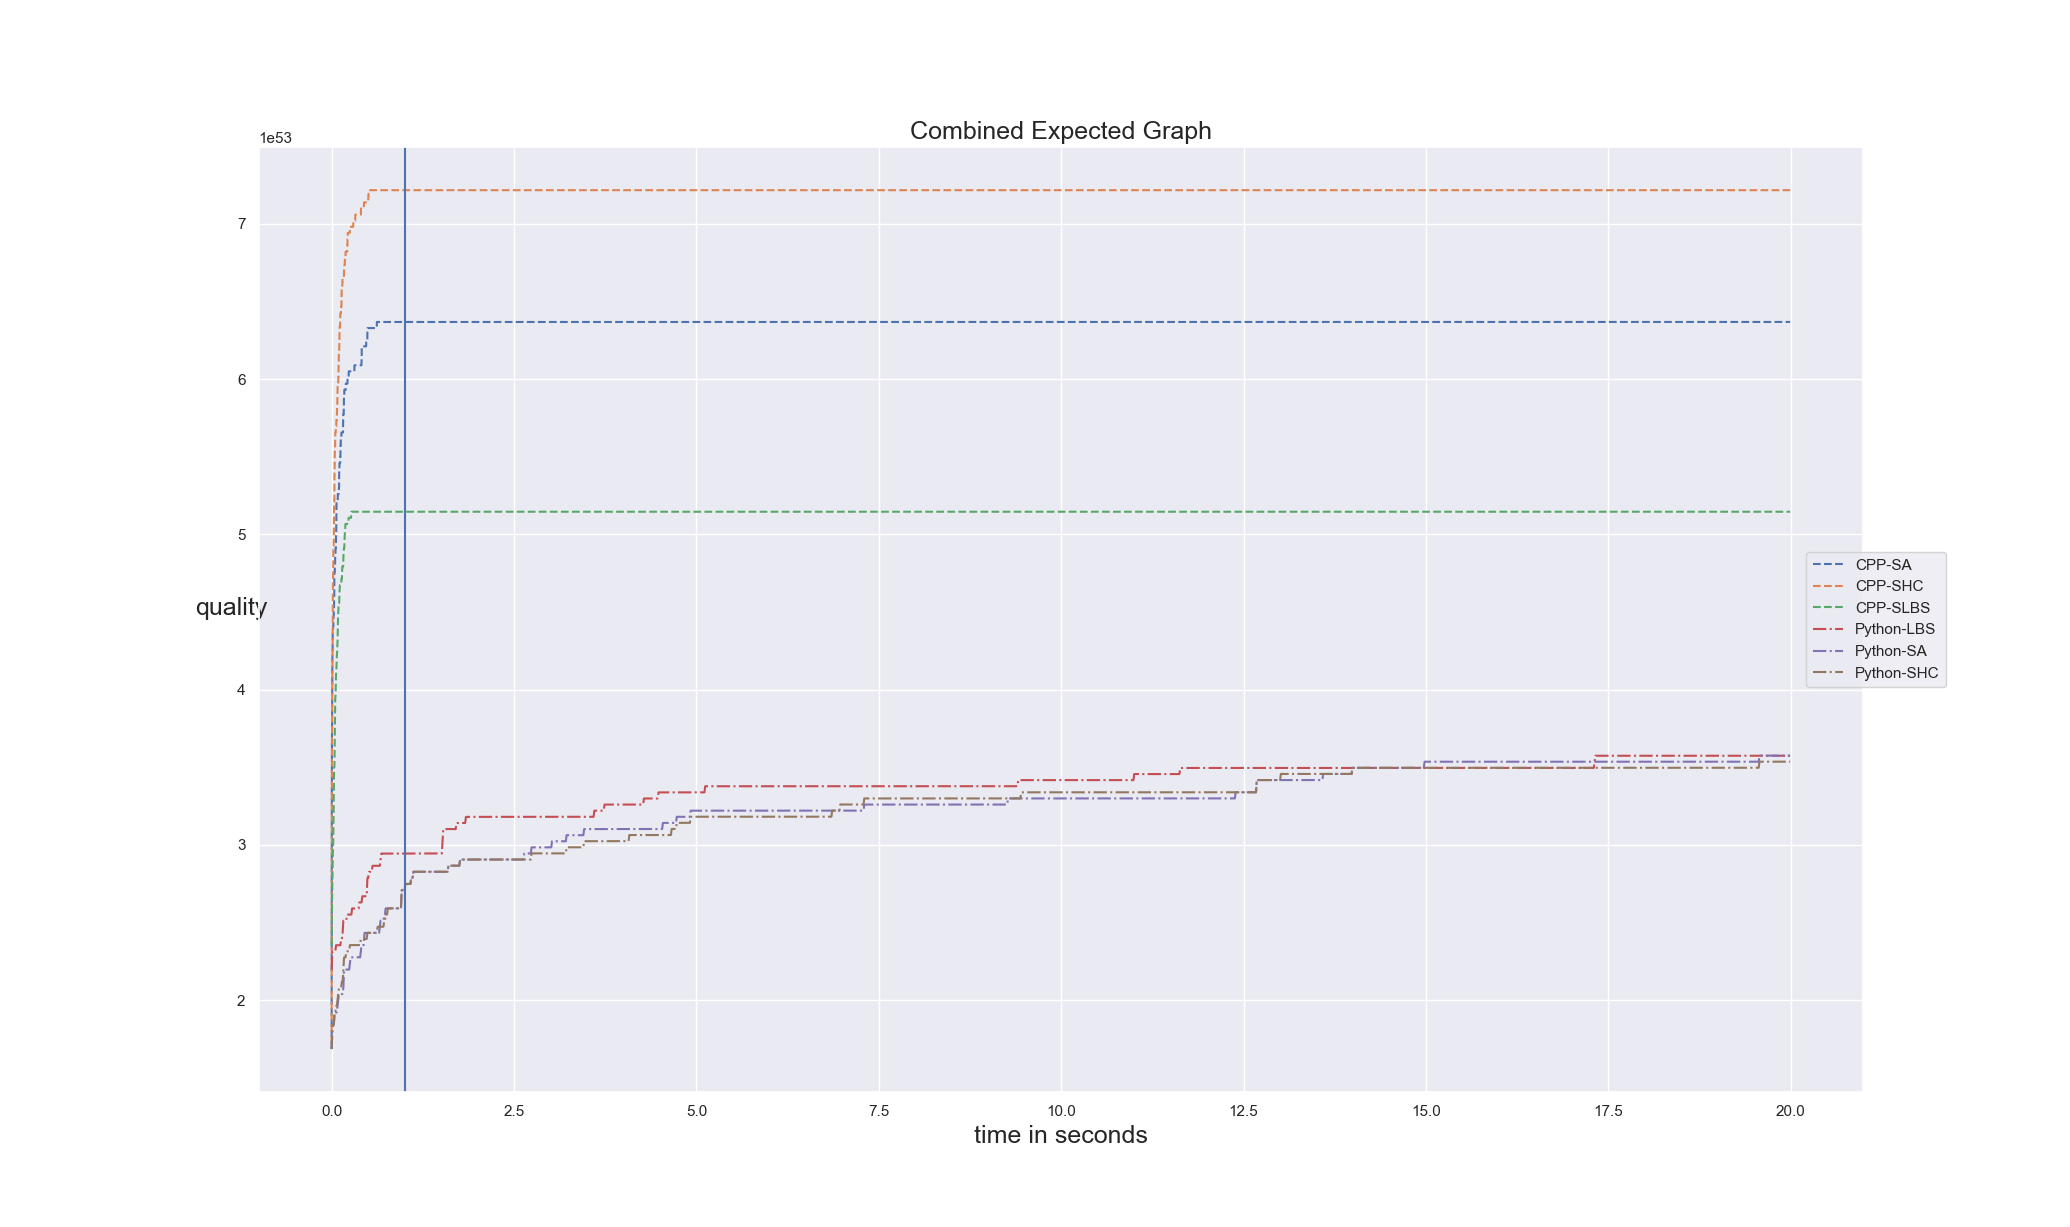 Combined Expected Graph
1e53
7
6
5
4
3
2
quality
0.0 2.5 5.0 7.5 10.0 12.5 15.0 17.5 20.0
time in seconds
CPP-SA
CPP-SHC
CPP-SLBS
Python-LBS
Python-SA
Python-SHC